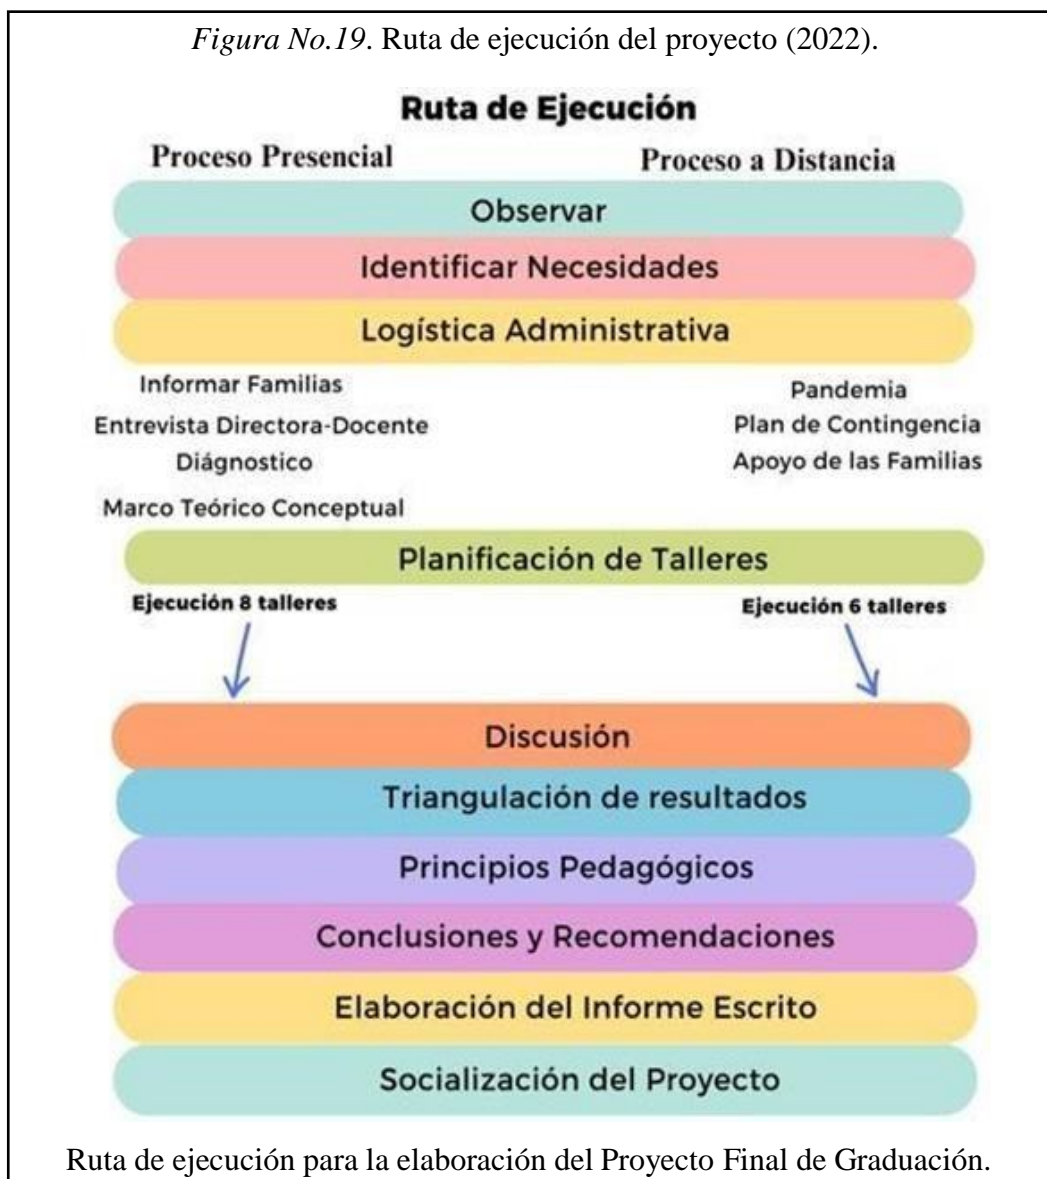 Figura No.19. Ruta de ejecución del proyecto (2022).
Ruta de Ejecución
Proceso Presencial
Proceso a Distancia
Observar
Identificar Necesidades
Logística Administrativa
Informar Familias
Entrevista Directora-Docente
Diágnostico
Marco Teórico Conceptual
Pandemia
Plan de Contingencia
Apoyo de las Familias
Planificación de Talleres
Ejecución 8 talleres
Ejecución 6 talleres
Discusión
Triangulación de resultados
Principios Pedagógicos
Conclusiones y Recomendaciones
Elaboración del Informe Escrito
Socialización del Proyecto
Ruta de ejecución para la elaboración del Proyecto Final de Graduación.